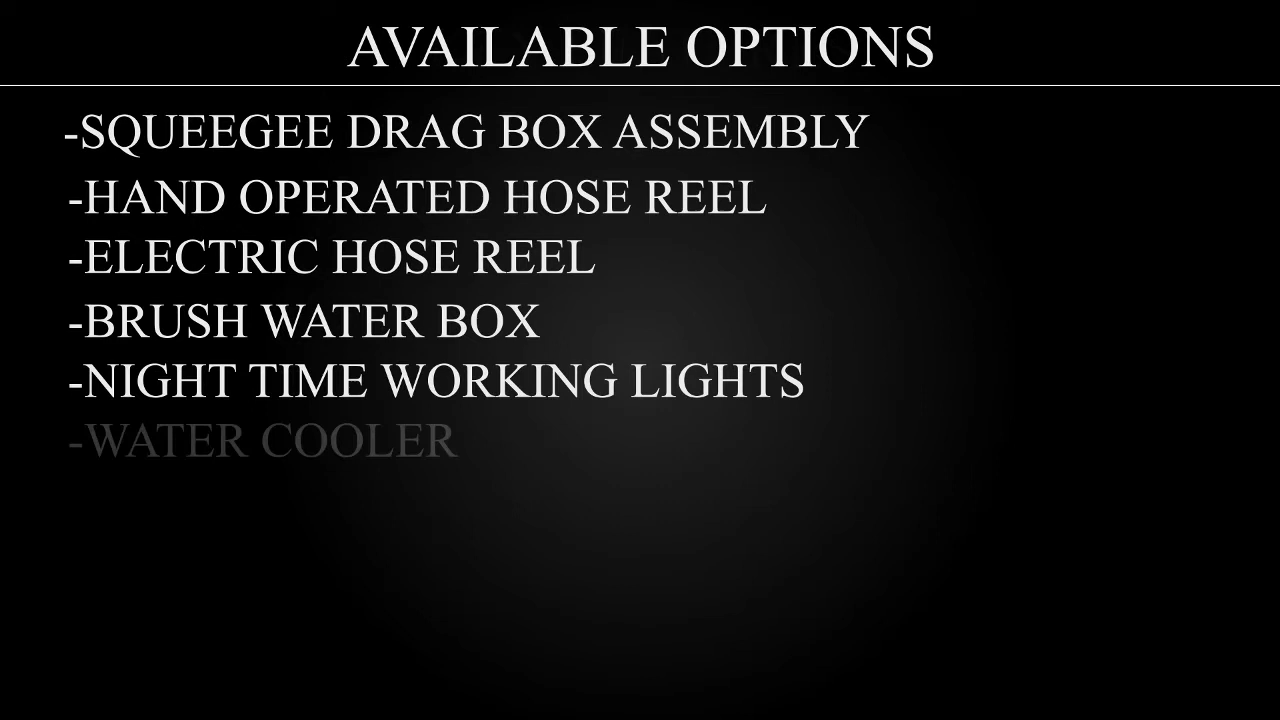 AVAILABLE OPTIONS
-SQUEEGEE DRAG BOX ASSEMBLY
-HAND OPERATED HOSE REEL
-ELECTRIC HOSE REEL
-BRUSH WATER BOX
-NIGHT TIME WORKING LIGHTS
-WATER COOLER